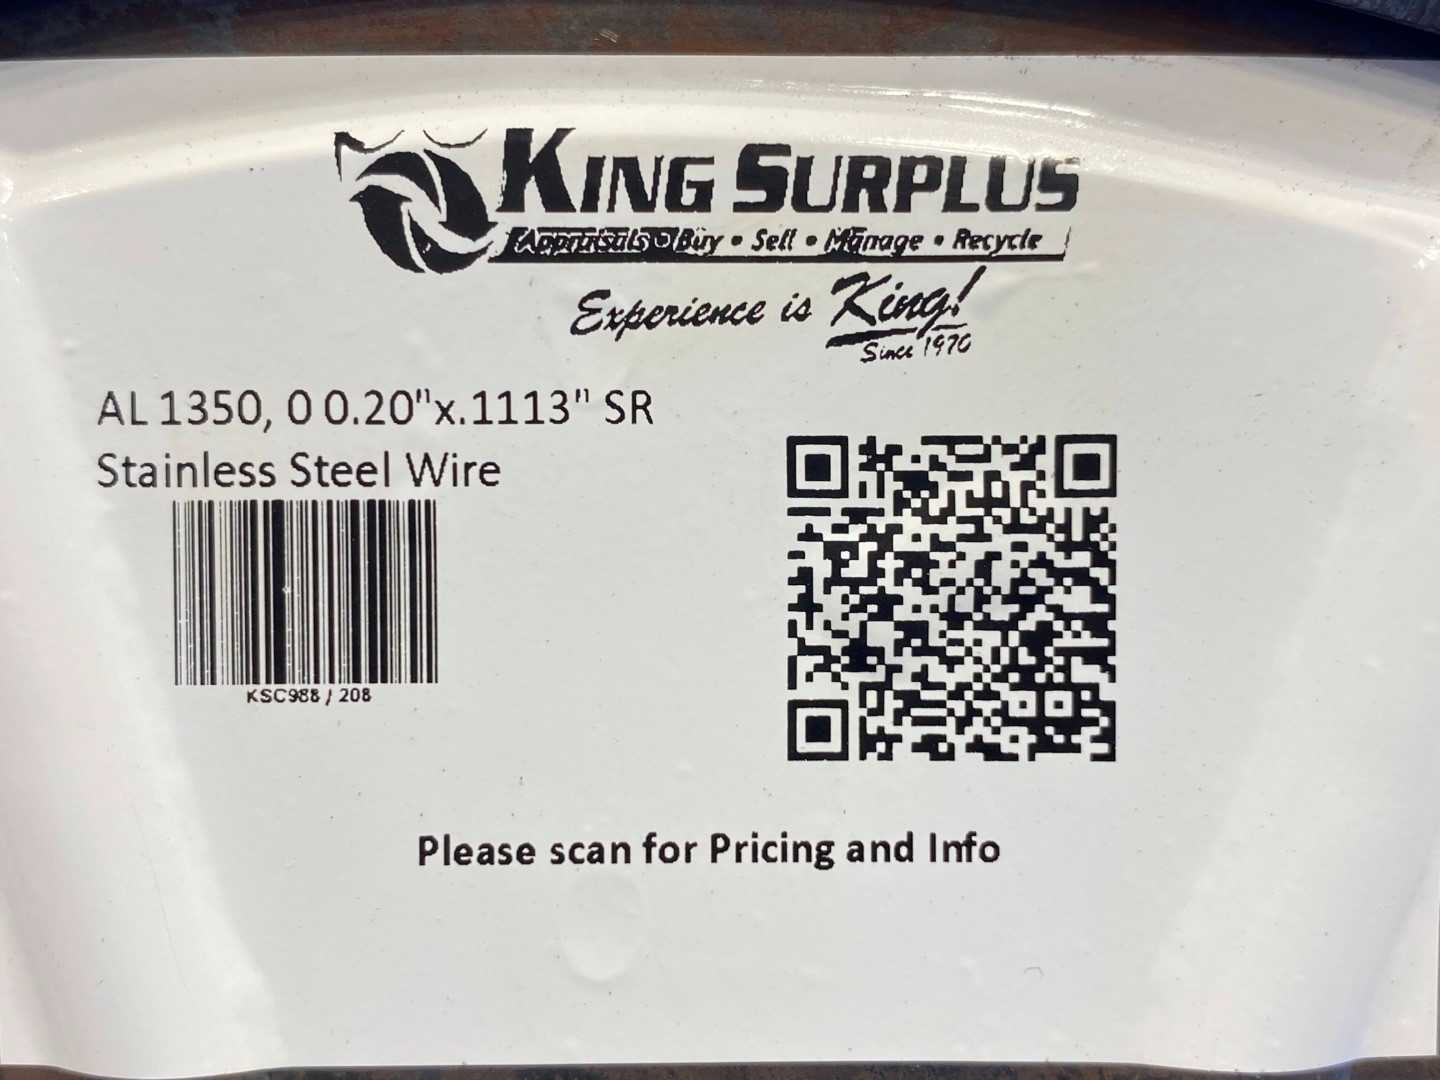 KING SURPLUS
Appraisals • Buy • Sell • Manage • Recycle
Experience is King!
Since 1970
AL 1350, 0 0.20"x.1113" SR
Stainless Steel Wire
KSC988 / 208
Please scan for Pricing and Info